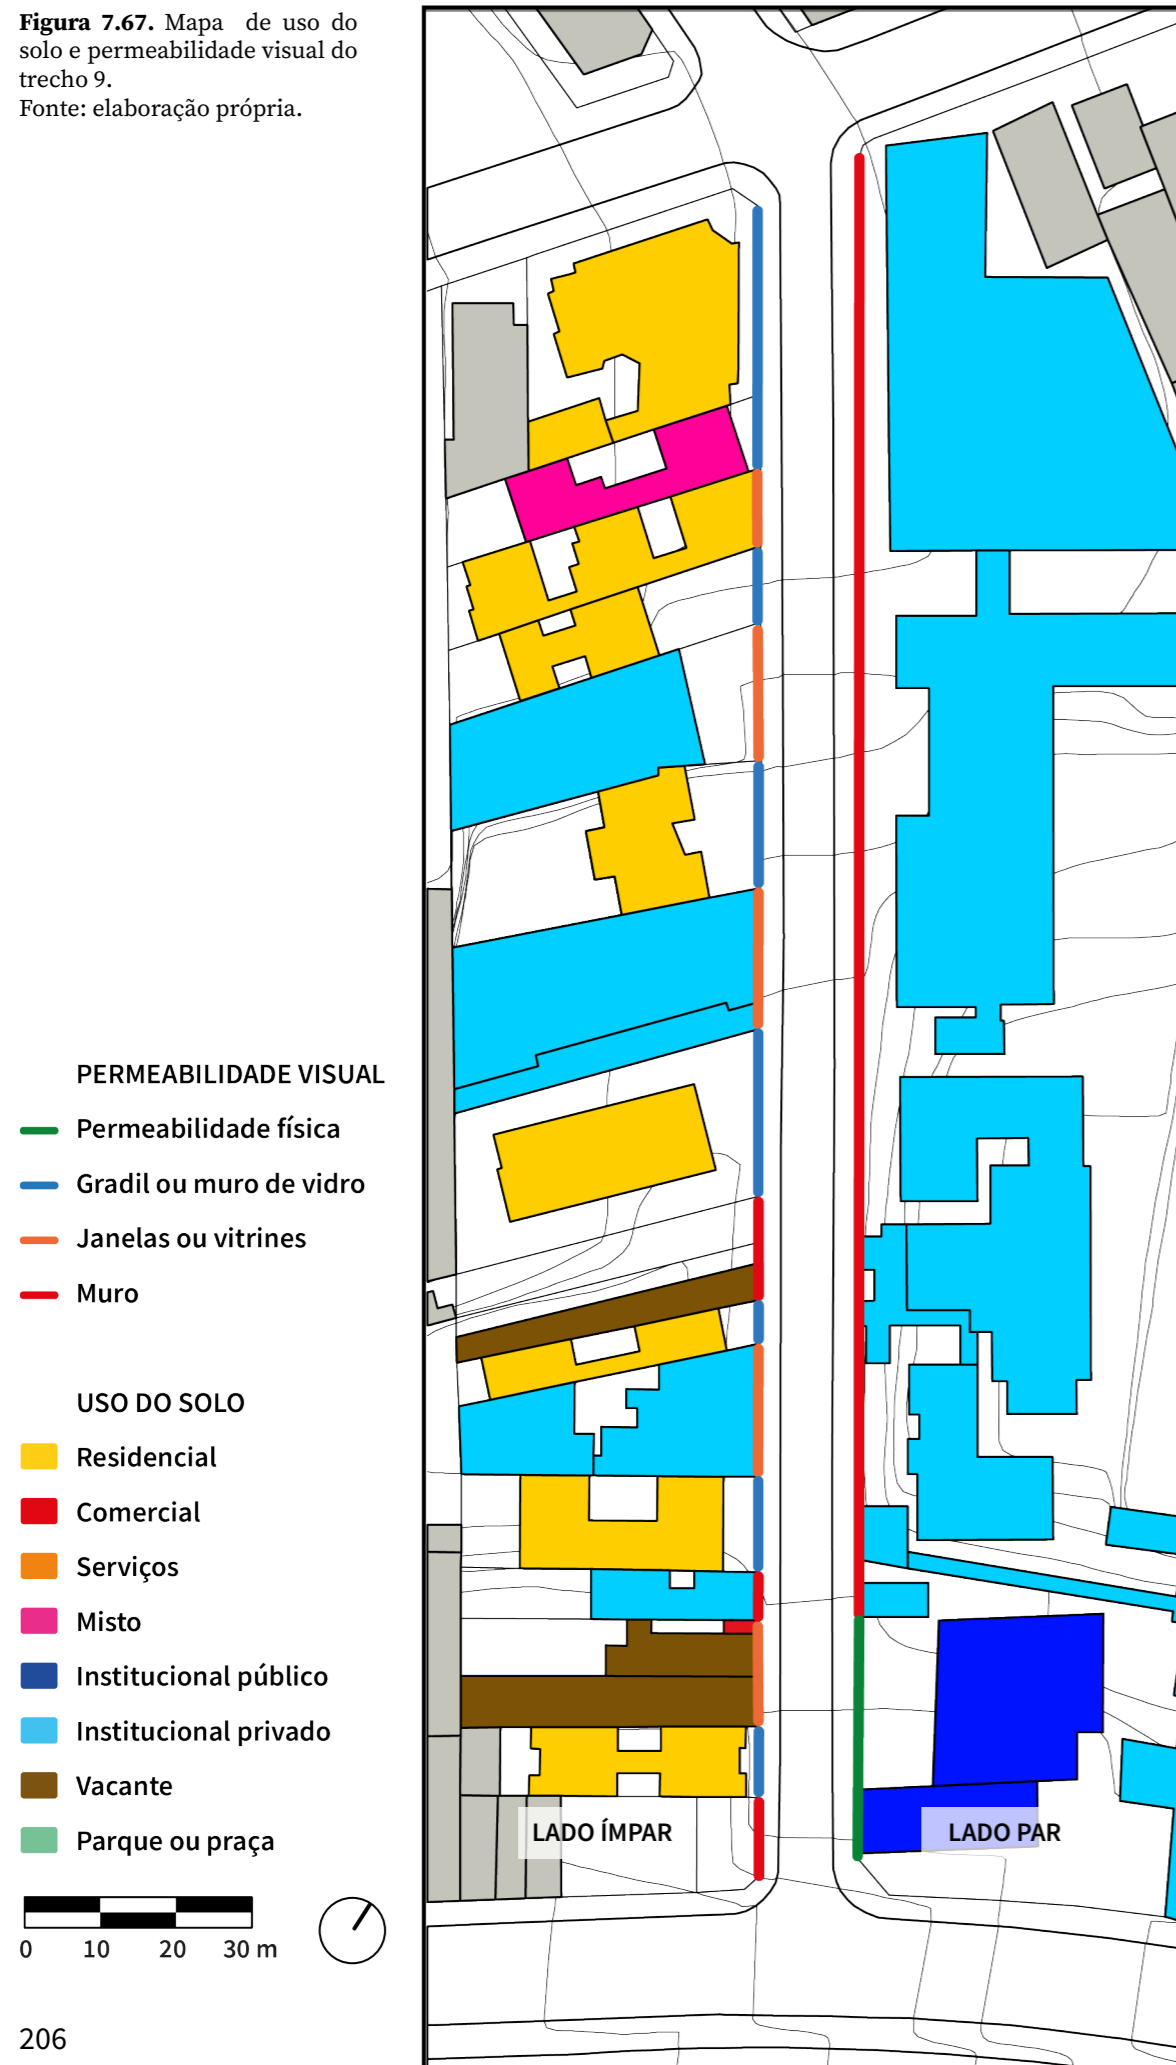 Figura 7.67. Mapa de uso do
solo e permeabilidade visual do
trecho 9.
Fonte: elaboração própria.
PERMEABILIDADE VISUAL
Permeabilidade física
Gradil ou muro de vidro
Janelas ou vitrines
Muro
USO DO SOLO
Residencial
Comercial
Serviços
Misto
Institucional público
Institucional privado
Vacante
Parque ou praça
0 10 20 30 m
LADO ÍMPAR
LADO PAR
206